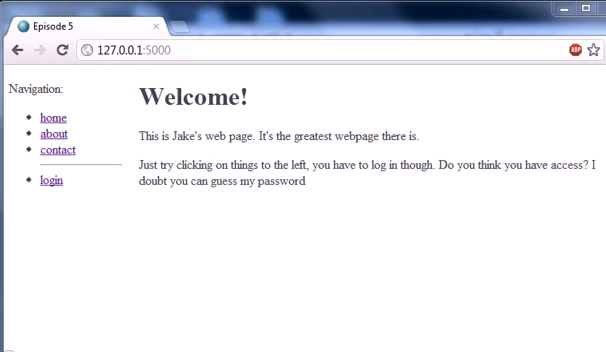 Episode 5
127.0.0.1:5000
ABP
Navigation:
home
about
contact
login
Welcome!
This is Jake's web page. It's the greatest webpage there is.
Just try clicking on things to the left, you have to log in though. Do you think you have access? I
doubt you can guess my password